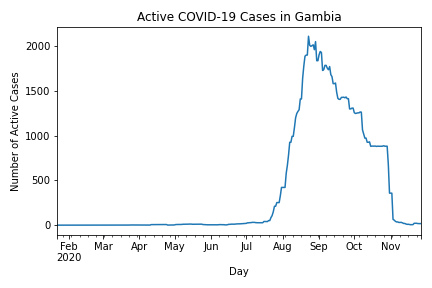 Active COVID-19 Cases in Gambia
Number of Active Cases
2000
1500
1000
500
0
Feb Mar Apr May Jun Jul Aug Sep Oct Nov
2020
Day